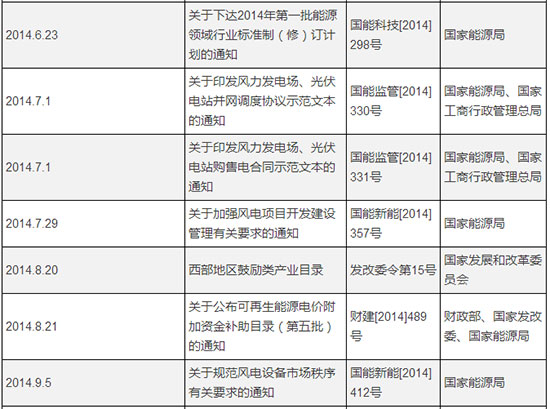 2014.6.23
关于下达2014年第一批能源
领域行业标准制（修）订计
划的通知
国能科技[2014]
298号
国家能源局
2014.7.1
关于印发风力发电场、光伏
电站并网调度协议示范文本
的通知
国能监管[2014]
330号
国家能源局、国家
工商行政管理总局
2014.7.1
关于印发风力发电场、光伏
电站购售电合同示范文本的
通知
国能监管[2014]
331号
国家能源局、国家
工商行政管理总局
2014.7.29
关于加强风电项目开发建设
管理有关要求的通知
国能新能[2014]
357号
国家能源局
2014.8.20
西部地区鼓励类产业目录
发改委令第15号
国家发展和改革委
员会
2014.8.21
关于公布可再生能源电价附
加资金补助目录（第五批）
的通知
财建[2014]489
号
财政部、国家发改
委、国家能源局
2014.9.5
关于规范风电设备市场秩序
有关要求的通知
国能新能[2014]
412号
国家能源局